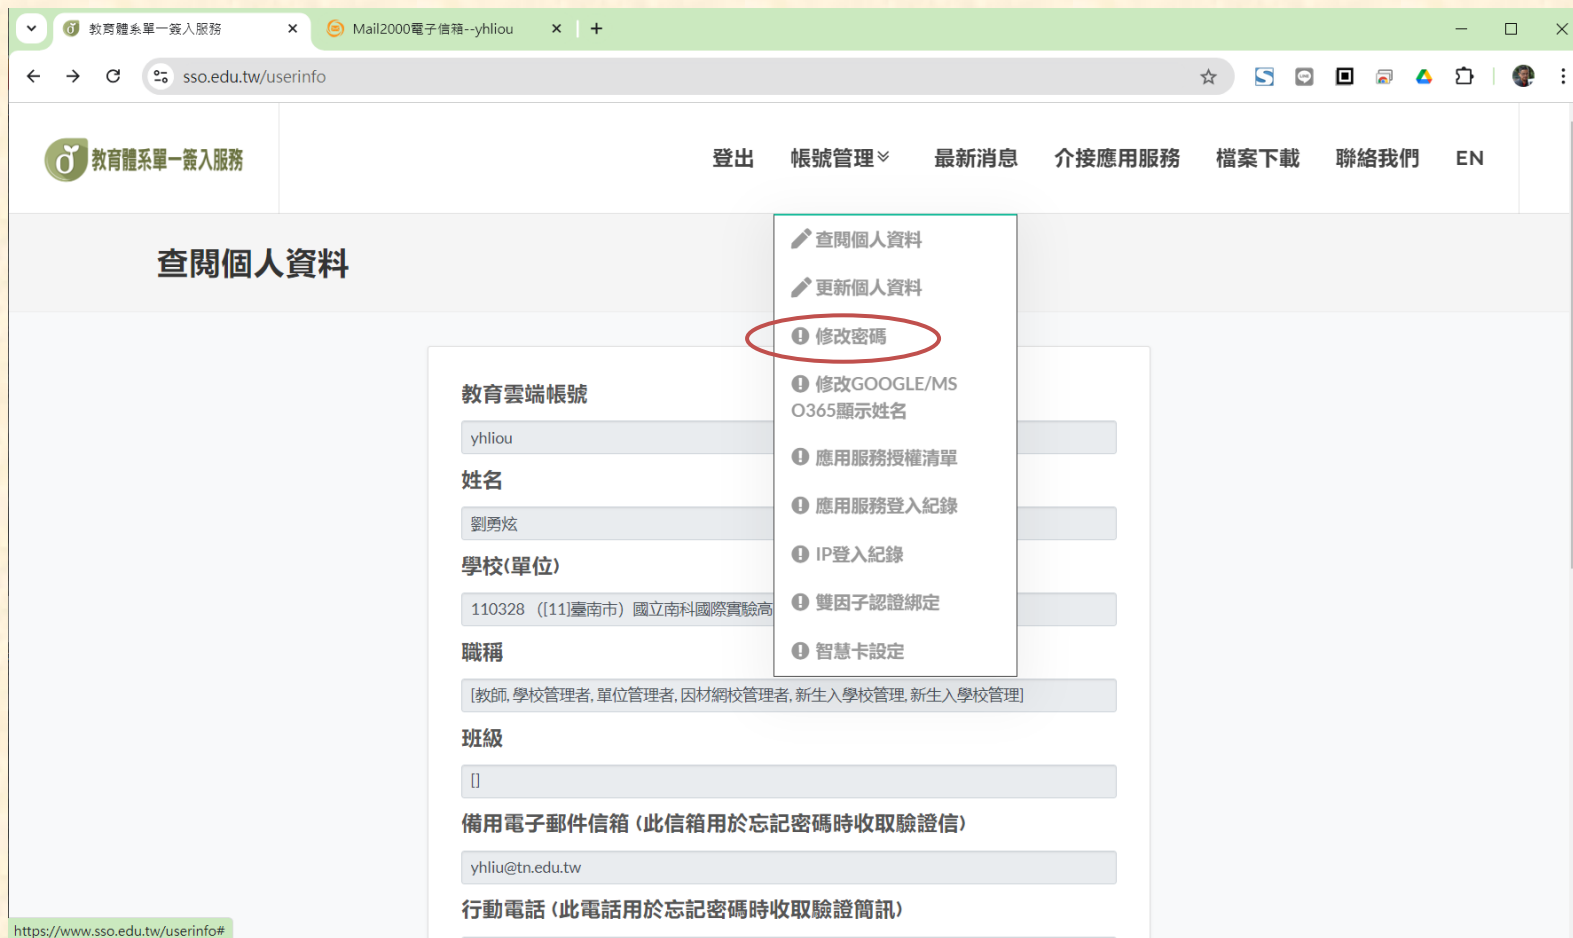 教育體系單一簽入服務
Mail2000電子信箱--yhliou
sso.edu.tw/userinfo
教育體系單一簽入服務
登出
帳號管理
最新消息
介接應用服務
檔案下載
聯絡我們
EN
查閱個人資料
查閱個人資料
更新個人資料
修改密碼
修改GOOGLE/MS
O365顯示姓名
應用服務授權清單
應用服務登入紀錄
IP登入紀錄
雙因子認證綁定
智慧卡設定
教育雲端帳號
yhliou
姓名
劉勇炫
學校(單位)
110328 ([11]臺南市) 國立南科國際實驗高
職稱
[教師, 學校管理者, 單位管理者, 因材網校管理者, 新生入學校管理, 新生入學校管理]
班級
[]
備用電子郵件信箱 (此信箱用於忘記密碼時收取驗證信)
yhliu@tn.edu.tw
行動電話 (此電話用於忘記密碼時收取驗證簡訊)
https://www.sso.edu.tw/userinfo#